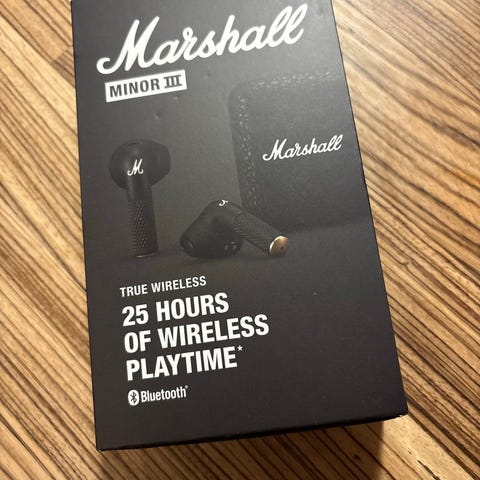 Marshall
MINOR III
M
Marshall
TRUE WIRELESS
25 HOURS
OF WIRELESS
PLAYTIME*
Bluetooth®